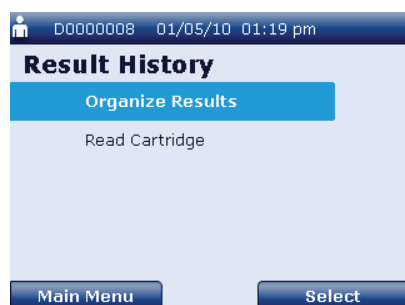 D0000008 01/05/10 01:19 pm
Result History
Organize Results
Read Cartridge
Main Menu Select